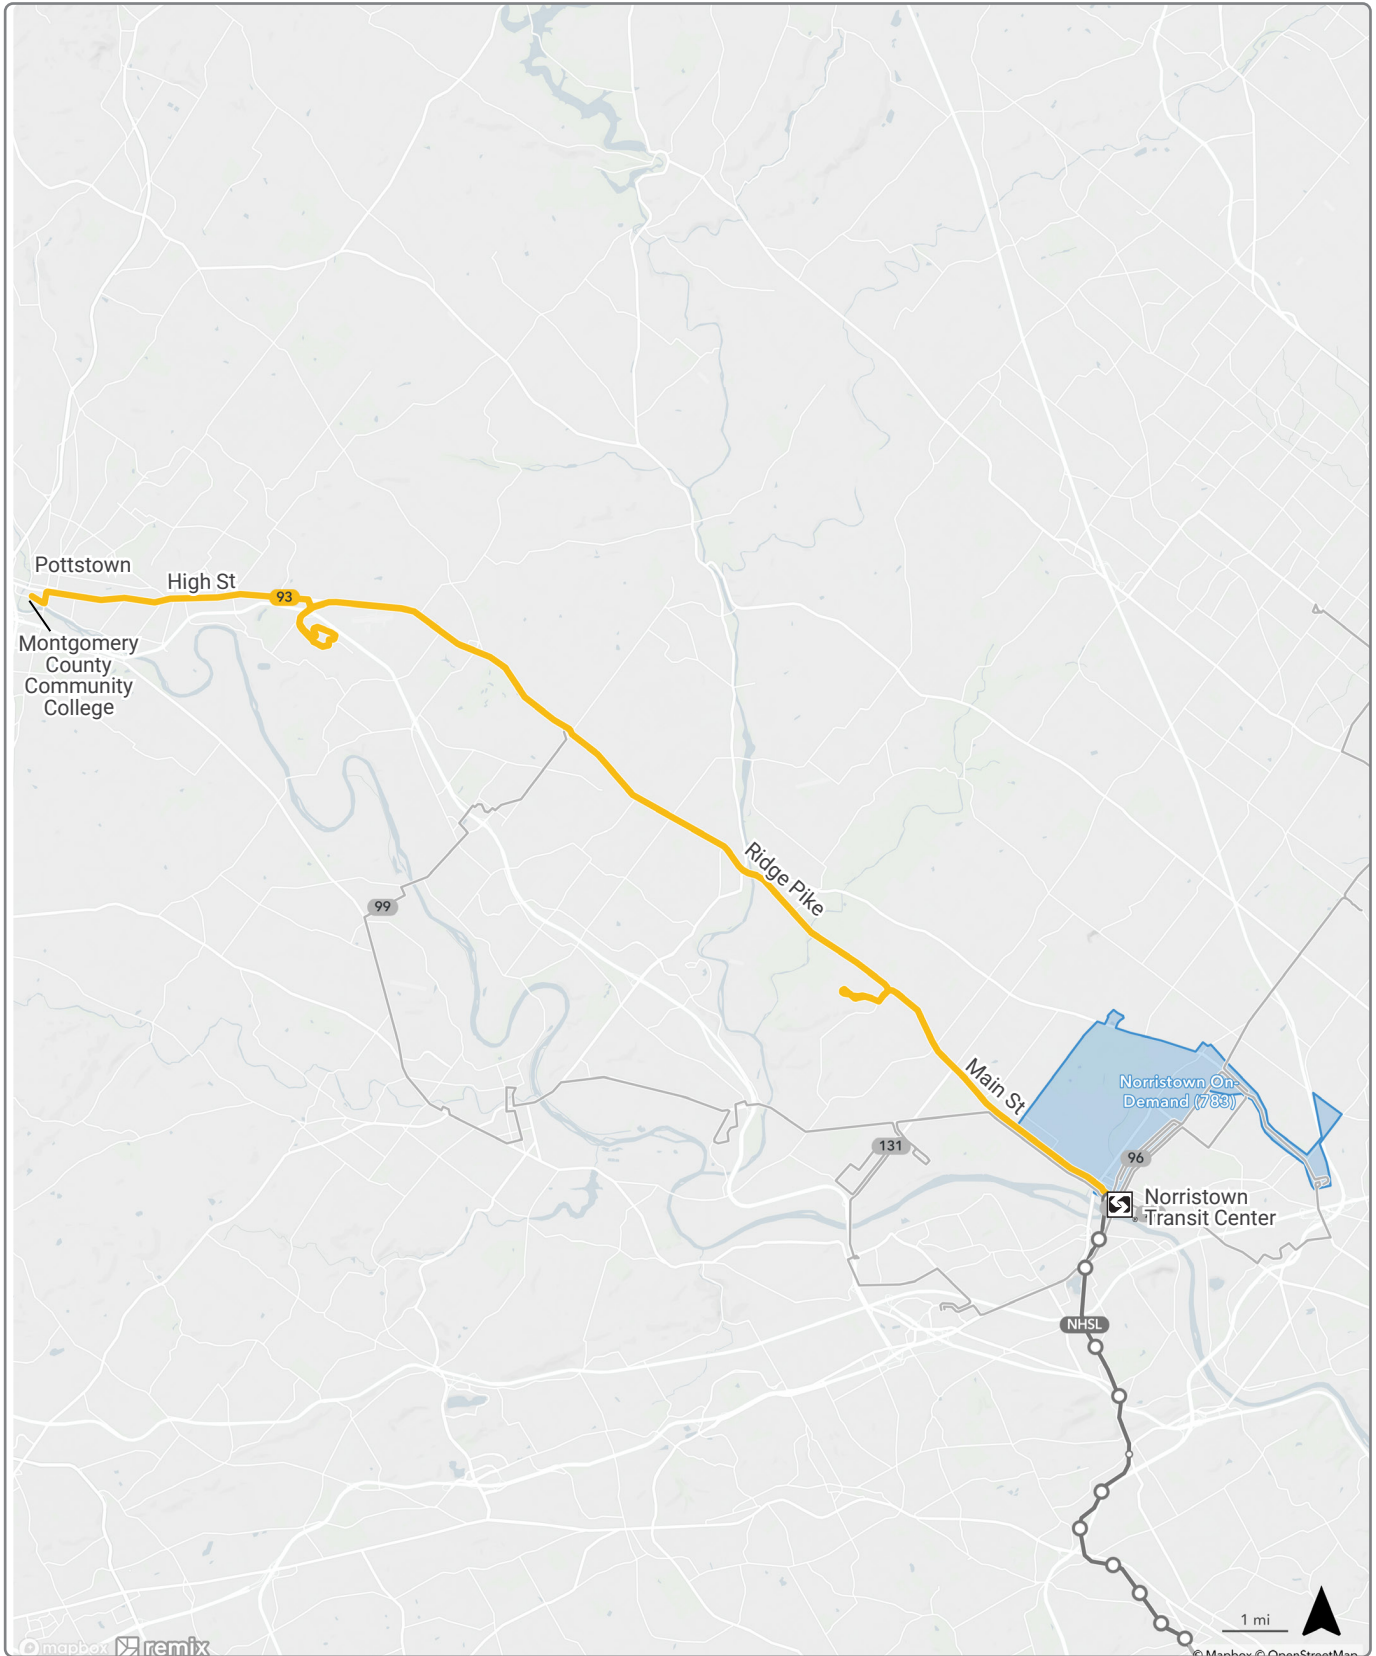 Pottstown
High St
93
Montgomery
County
Community
College
Ridge Pike
99
Main St
Norristown On-
Demand (783)
131
96
Norristown
Transit Center
NHSL
1 mi
mapbox remix
© Mapbox © OpenStreetMap